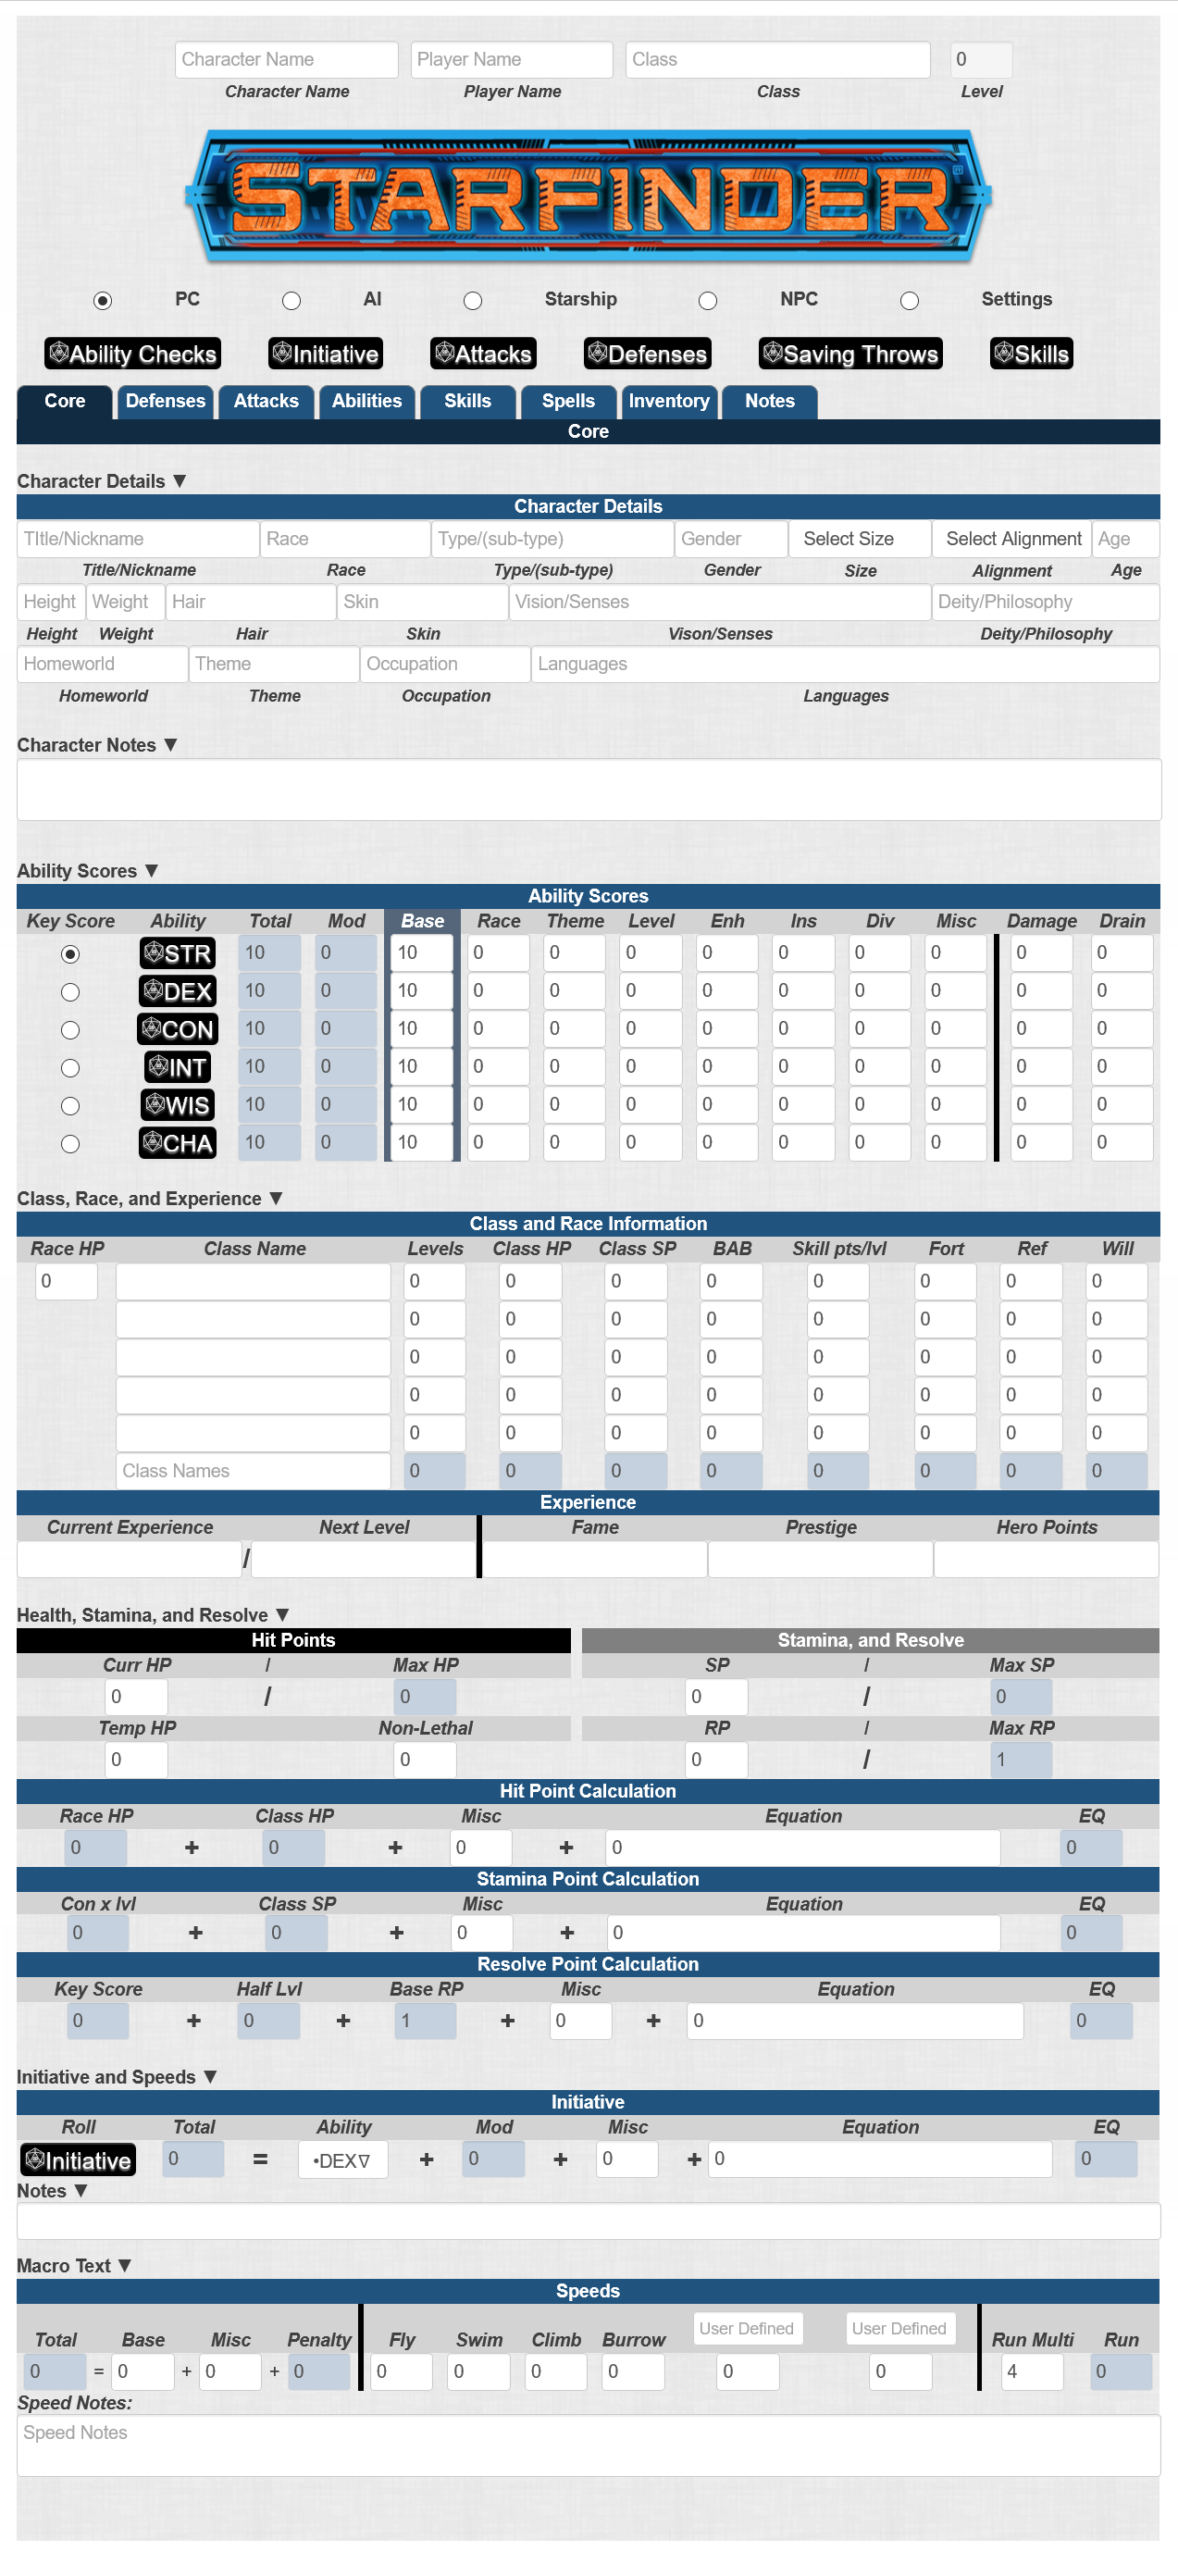 Character Name Player Name Class 0
Character Name Player Name Class Level
STARFINDER
PC AI Starship NPC Settings
Ability Checks Initiative Attacks Defenses Saving Throws Skills
Core Defenses Attacks Abilities Skills Spells Inventory Notes
Core
Character Details ▼
Character Details
TItle/Nickname Race Type/(sub-type) Gender Select Size Select Alignment Age
Title/Nickname Race Type/(sub-type) Gender Size Alignment Age
Height Weight Hair Skin Vision/Senses Deity/Philosophy
Height Weight Hair Skin Vison/Senses Deity/Philosophy
Homeworld Theme Occupation Languages
Homeworld Theme Occupation Languages
Character Notes ▼
Ability Scores ▼
Ability Scores
Key Score Ability Total Mod Base Race Theme Level Enh Ins Div Misc Damage Drain
STR 10 0 10 0 0 0 0 0 0 0 0 0
DEX 10 0 10 0 0 0 0 0 0 0 0 0
CON 10 0 10 0 0 0 0 0 0 0 0 0
INT 10 0 10 0 0 0 0 0 0 0 0 0
WIS 10 0 10 0 0 0 0 0 0 0 0 0
CHA 10 0 10 0 0 0 0 0 0 0 0 0
Class, Race, and Experience ▼
Class and Race Information
Race HP Class Name Levels Class HP Class SP BAB Skill pts/lvl Fort Ref Will
0 0 0 0 0 0 0 0 0
0 0 0 0 0 0 0 0
0 0 0 0 0 0 0 0
0 0 0 0 0 0 0 0
0 0 0 0 0 0 0 0
Class Names 0 0 0 0 0 0 0 0
Experience
Current Experience Next Level Fame Prestige Hero Points
/
Health, Stamina, and Resolve ▼
Hit Points Stamina, and Resolve
Curr HP / Max HP SP / Max SP
0 / 0 0 / 0
Temp HP Non-Lethal RP / Max RP
0 0 0 / 1
Hit Point Calculation
Race HP Class HP Misc Equation EQ
0 + 0 + 0 + 0 0
Stamina Point Calculation
Con x lvl Class SP Misc Equation EQ
0 + 0 + 0 + 0 0
Resolve Point Calculation
Key Score Half Lvl Base RP Misc Equation EQ
0 + 0 + 1 + 0 + 0 0
Initiative and Speeds ▼
Initiative
Roll Total Ability Mod Misc Equation EQ
Initiative 0 = •DEX∇ + 0 + 0 + 0 0
Notes ▼
Macro Text ▼
Speeds
User Defined User Defined
Total Base Misc Penalty Fly Swim Climb Burrow Run Multi Run
0 = 0 + 0 + 0 0 0 0 0 0 0 4 0
Speed Notes:
Speed Notes